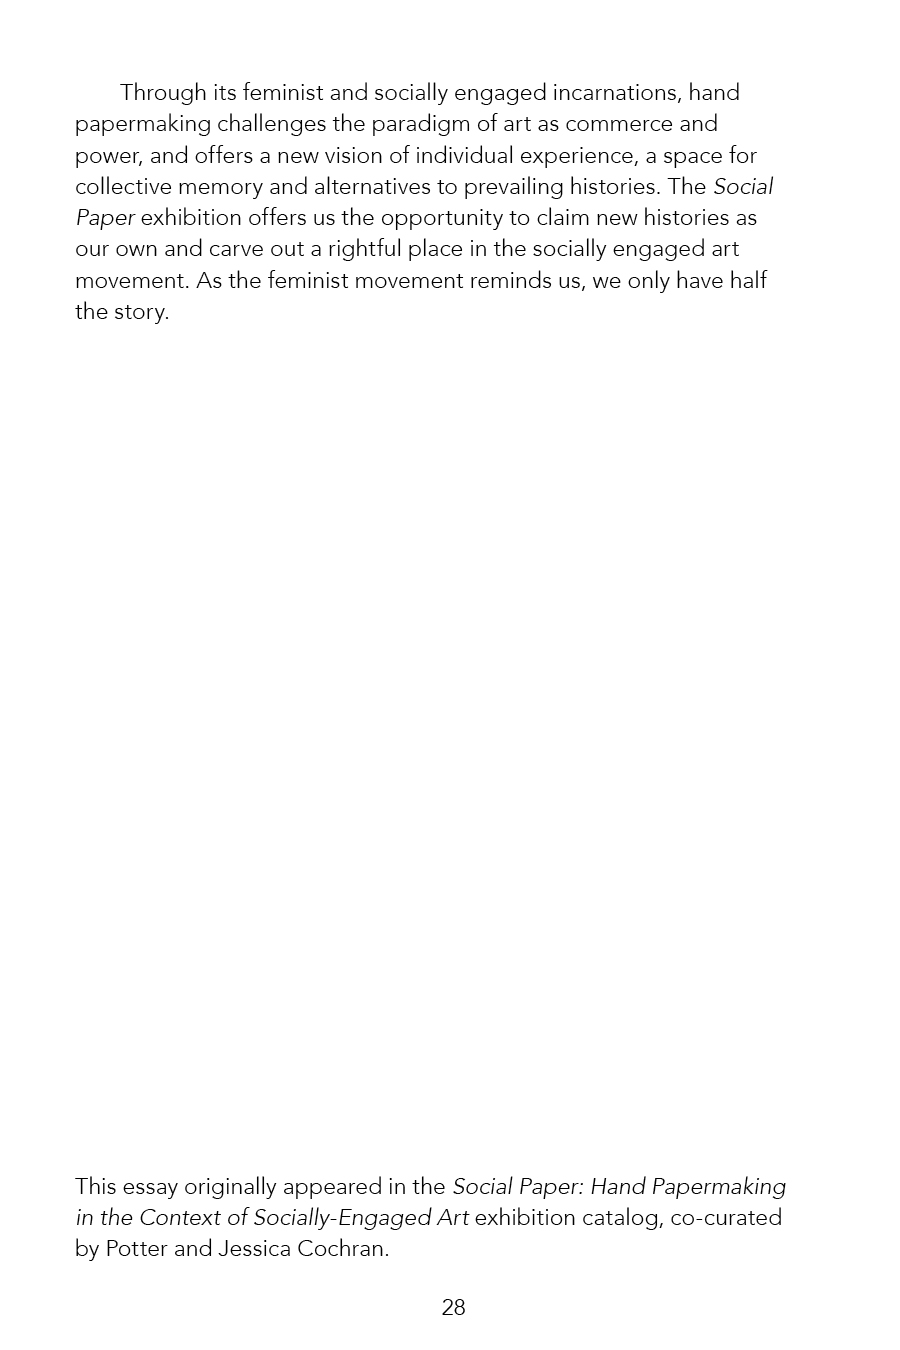 Through its feminist and socially engaged incarnations, hand
papermaking challenges the paradigm of art as commerce and
power, and offers a new vision of individual experience, a space for
collective memory and alternatives to prevailing histories. The Social
Paper exhibition offers us the opportunity to claim new histories as
our own and carve out a rightful place in the socially engaged art
movement. As the feminist movement reminds us, we only have half
the story.
This essay originally appeared in the Social Paper: Hand Papermaking
in the Context of Socially-Engaged Art exhibition catalog, co-curated
by Potter and Jessica Cochran.
28